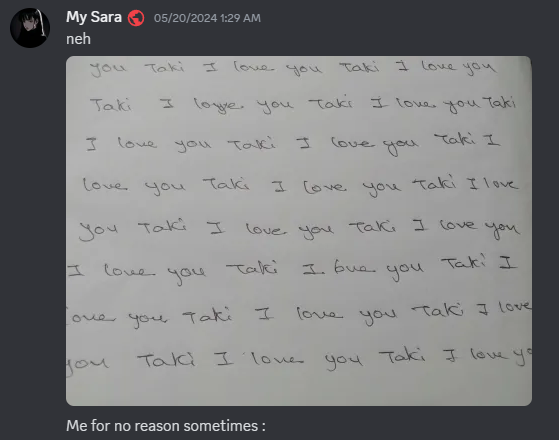 My Sara 05/20/2024 1:29 AM
neh
you Taki I love you Taki I love you
Taki I love you Taki I love you Taki
I love you Taki I love you Taki I
love you Taki I love you Taki I love
you Taki I love you Taki I love you
I love you Taki I love you Taki I
ove you Taki I love you Taki I love
you Taki I love you Taki I love yo
Me for no reason sometimes :